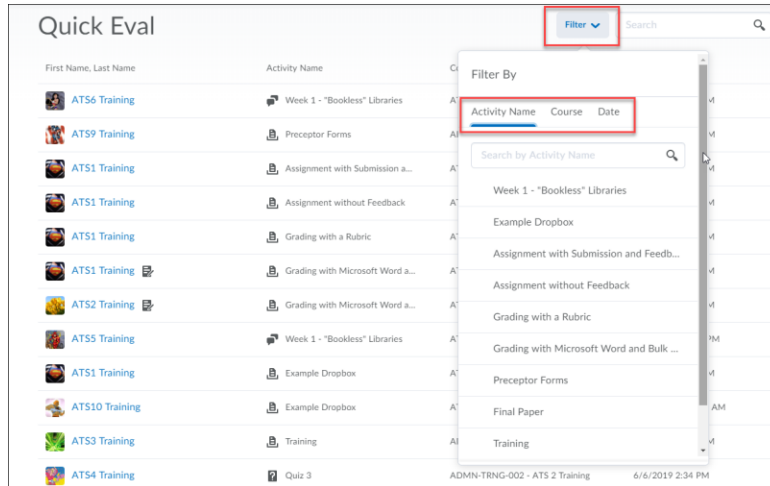 Quick Eval
Filter
Search
First Name, Last Name
Activity Name
Filter By
Activity Name Course Date
Search by Activity Name
Week 1 - "Bookless" Libraries
Example Dropbox
Assignment with Submission and Feedb...
Assignment without Feedback
Grading with a Rubric
Grading with Microsoft Word and Bulk ...
Preceptor Forms
Final Paper
Training
ATS6 Training Week 1 - "Bookless" Libraries
ATS9 Training Preceptor Forms
ATS1 Training Assignment with Submission a...
ATS1 Training Assignment without Feedback
ATS1 Training Grading with a Rubric
ATS1 Training Grading with Microsoft Word a...
ATS2 Training Grading with Microsoft Word a...
ATS5 Training Week 1 - "Bookless" Libraries
ATS1 Training Example Dropbox
ATS10 Training Example Dropbox AM
ATS3 Training Training
ATS4 Training Quiz 3 ADMN-TRNG-002 - ATS 2 Training 6/6/2019 2:34 PM